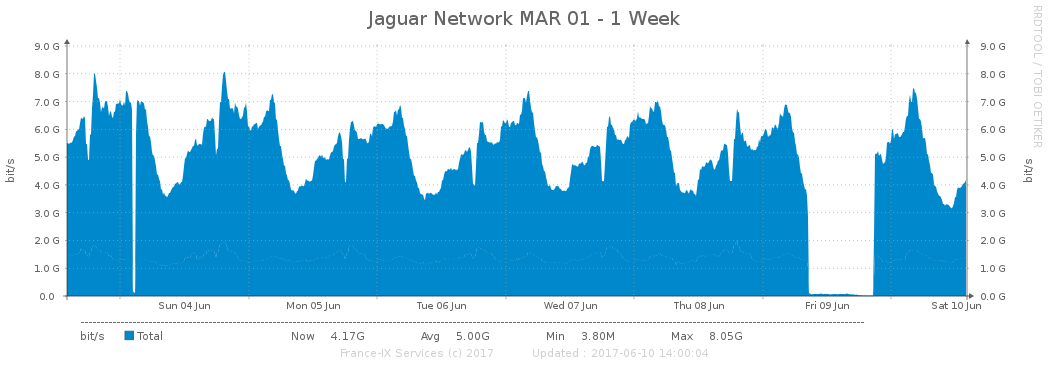 Jaguar Network MAR 01 - 1 Week
RRDTOOL / TOBI OETIKER
bit/s
bit/s
9.0 G 9.0 G
8.0 G 8.0 G
7.0 G 7.0 G
6.0 G 6.0 G
5.0 G 5.0 G
4.0 G 4.0 G
3.0 G 3.0 G
2.0 G 2.0 G
1.0 G 1.0 G
0.0 0.0 G
Sun 04 Jun Mon 05 Jun Tue 06 Jun Wed 07 Jun Thu 08 Jun Fri 09 Jun Sat 10 Jun
bit/s Total Now 4.17G Avg 5.00G Min 3.80M Max 8.05G
France-IX Services (c) 2017 Updated : 2017-06-10 14:00:04